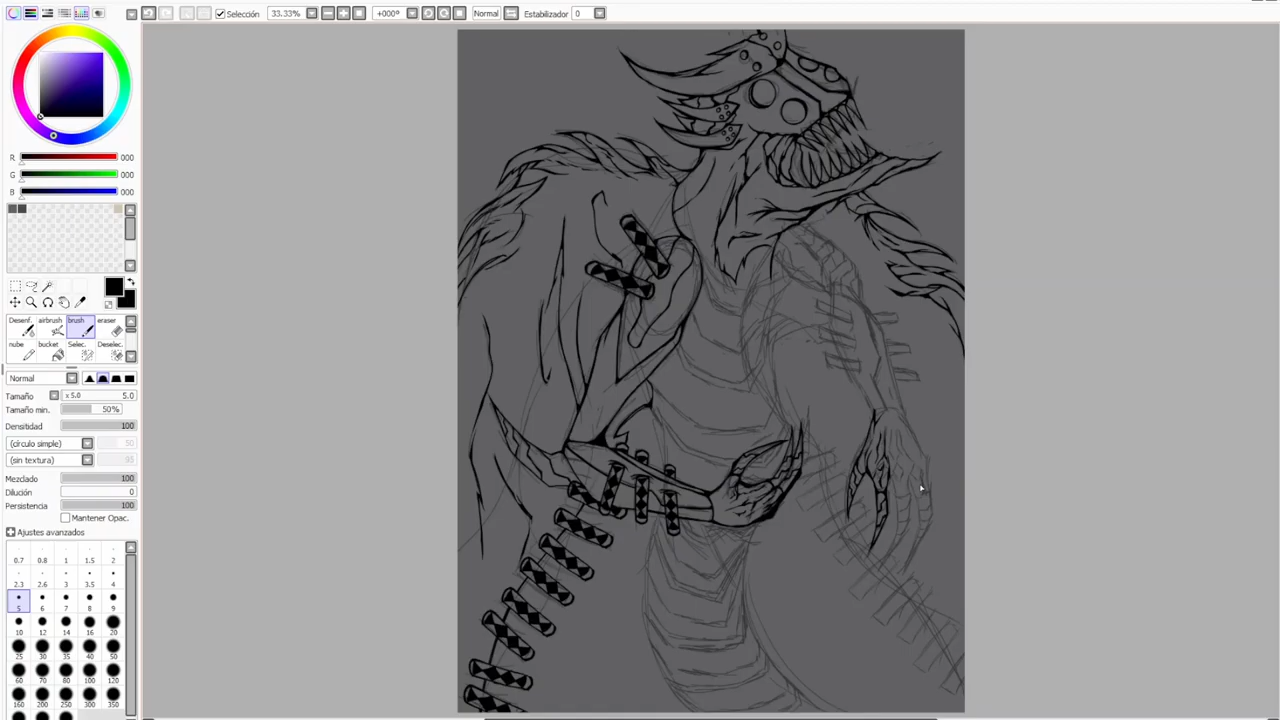 Selección 33.33% +000° Normal Estabilizador 0
R 000
G 000
B 000
Desenf. airbrush brush eraser
nube bucket Selec. Deselec.
Normal
Tamaño x 5.0 5.0
Tamaño min. 50%
Densitidad 100
(círculo simple) 50
(sin textura) 95
Mezclado 100
Dilución 0
Persistencia 100
Mantener Opac.
Ajustes avanzados
0.7 0.8 1 1.5 2
2.3 2.6 3 3.5 4
5 6 7 8 9
10 12 14 16 20
25 30 35 40 50
60 70 80 100 120
160 200 250 300 350